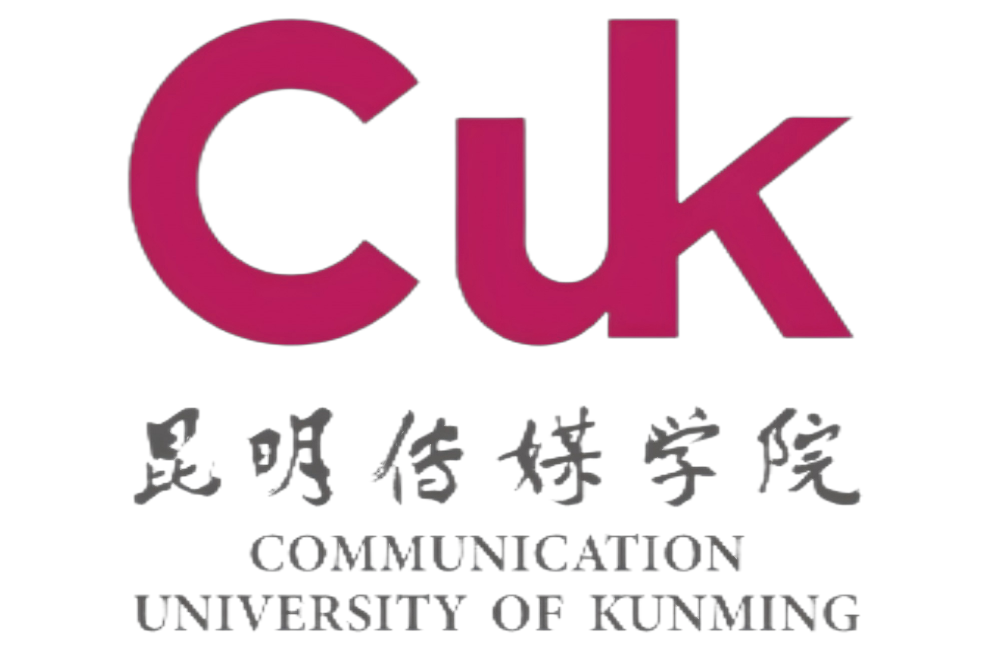 Cuk
昆明传媒学院
COMMUNICATION
UNIVERSITY OF KUNMING